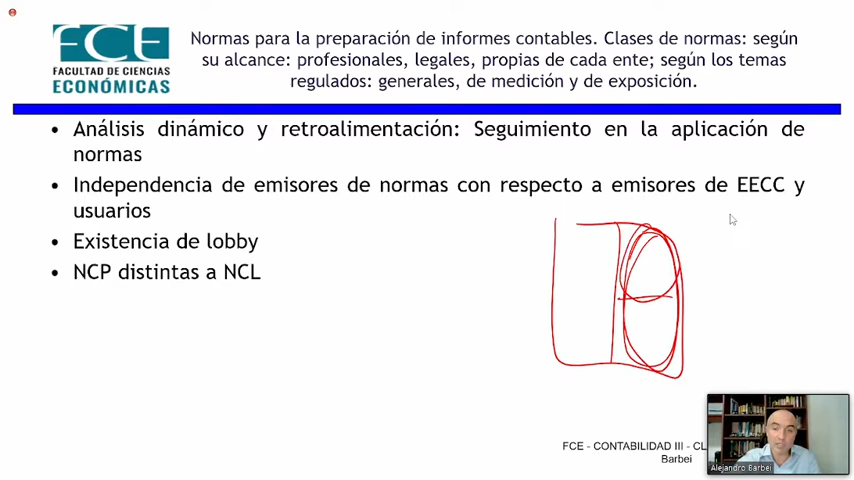 FCE
FACULTAD DE CIENCIAS
ECONÓMICAS
Normas para la preparación de informes contables. Clases de normas: según
su alcance: profesionales, legales, propias de cada ente; según los temas
regulados: generales, de medición y de exposición.
• Análisis dinámico y retroalimentación: Seguimiento en la aplicación de
normas
• Independencia de emisores de normas con respecto a emisores de EECC y
usuarios
• Existencia de lobby
• NCP distintas a NCL
FCE - CONTABILIDAD III - CL
Barbei
Alejandro Barbei